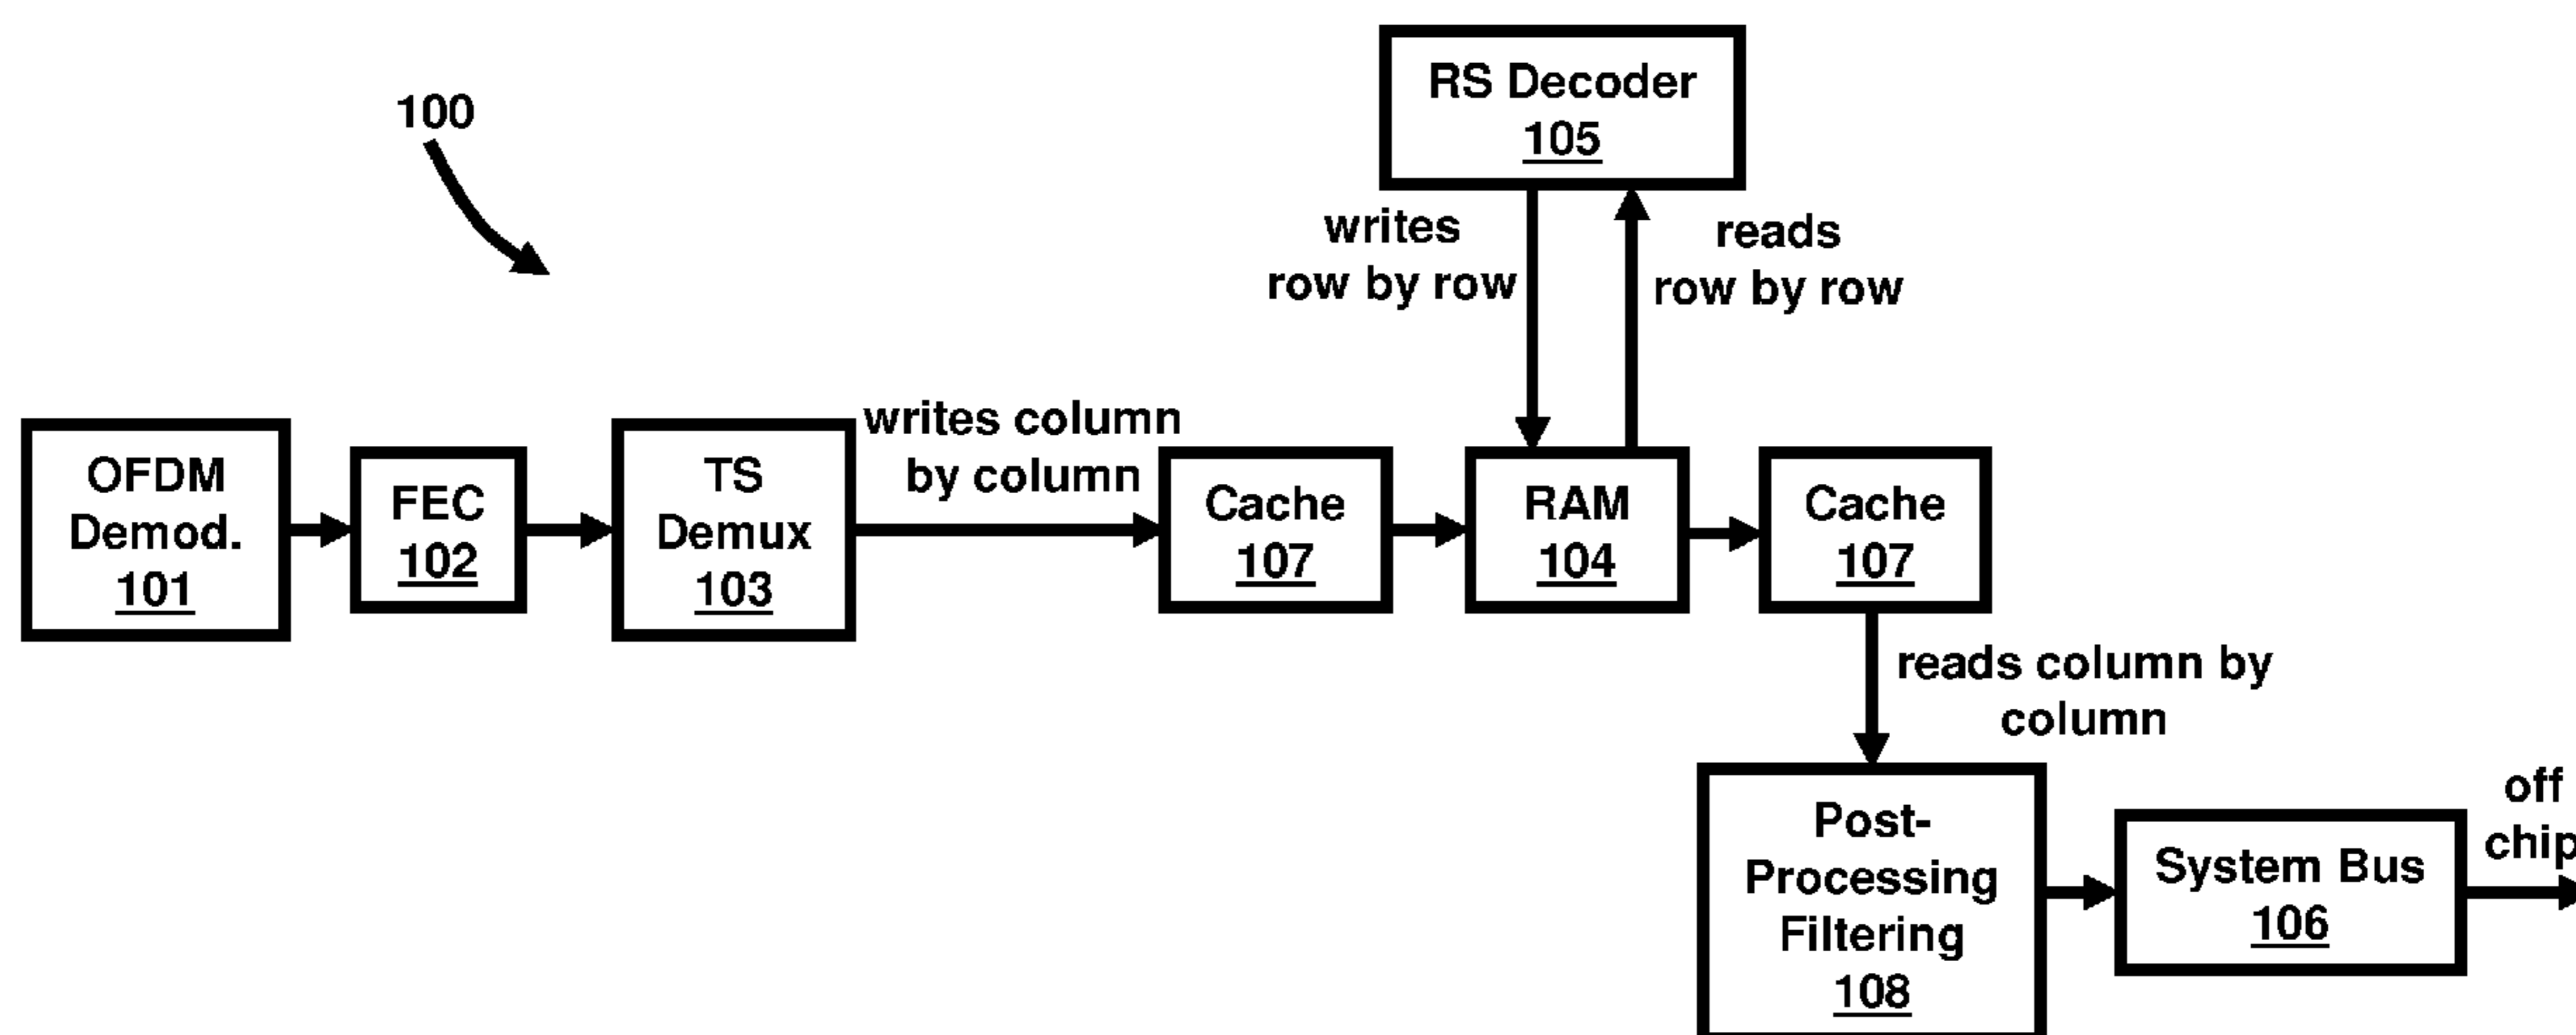 RS Decoder
105
100
writes
row by row
reads
row by row
OFDM
Demod.
101
FEC
102
TS
Demux
103
writes column
by column
Cache
107
RAM
104
Cache
107
reads column by
column
Post-
Processing
Filtering
108
System Bus
106
off
chip